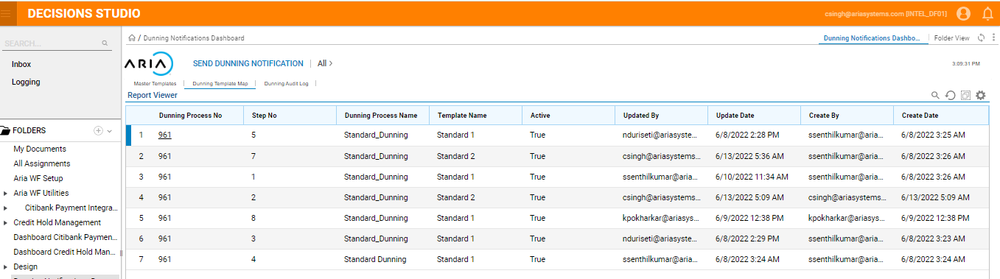 DECISIONS STUDIO
csingh@ariasystems.com [INTEL_DF01]
SEARCH...
Inbox
Logging
FOLDERS
My Documents
All Assignments
Aria WF Setup
Aria WF Utilities
Citibank Payment Integra...
Credit Hold Management
Dashboard Citibank Paymen...
Dashboard Credit Hold Man...
Design
/ Dunning Notifications Dashboard
Dunning Notifications Dashbo... Folder View
ARIA SEND DUNNING NOTIFICATION | All >
3:09:31 PM
Master Templates | Dunning Template Map | Dunning Audit Log |
Report Viewer
Dunning Process No Step No Dunning Process Name Template Name Active Updated By Update Date Create By Create Date
1 961 5 Standard_Dunning Standard 1 True nduriseti@ariasyste... 6/8/2022 2:28 PM ssenthilkumar@aria... 6/8/2022 3:25 AM
2 961 7 Standard_Dunning Standard 2 True csingh@ariasystems... 6/13/2022 5:36 AM ssenthilkumar@aria... 6/8/2022 3:26 AM
3 961 1 Standard_Dunning Standard 1 True ssenthilkumar@aria... 6/10/2022 11:34 AM ssenthilkumar@aria... 6/8/2022 3:26 AM
4 961 2 Standard_Dunning Standard 2 True csingh@ariasystems... 6/13/2022 5:09 AM csingh@ariasystems... 6/13/2022 5:09 AM
5 961 8 Standard_Dunning Standard 1 True kpokharkar@ariasys... 6/9/2022 12:38 PM kpokharkar@ariasys... 6/9/2022 12:38 PM
6 961 3 Standard_Dunning Standard 1 True nduriseti@ariasyste... 6/8/2022 2:29 PM ssenthilkumar@aria... 6/8/2022 3:23 AM
7 961 4 Standard Dunning Standard 1 True ssenthilkumar@aria... 6/8/2022 3:24 AM ssenthilkumar@aria... 6/8/2022 3:24 AM